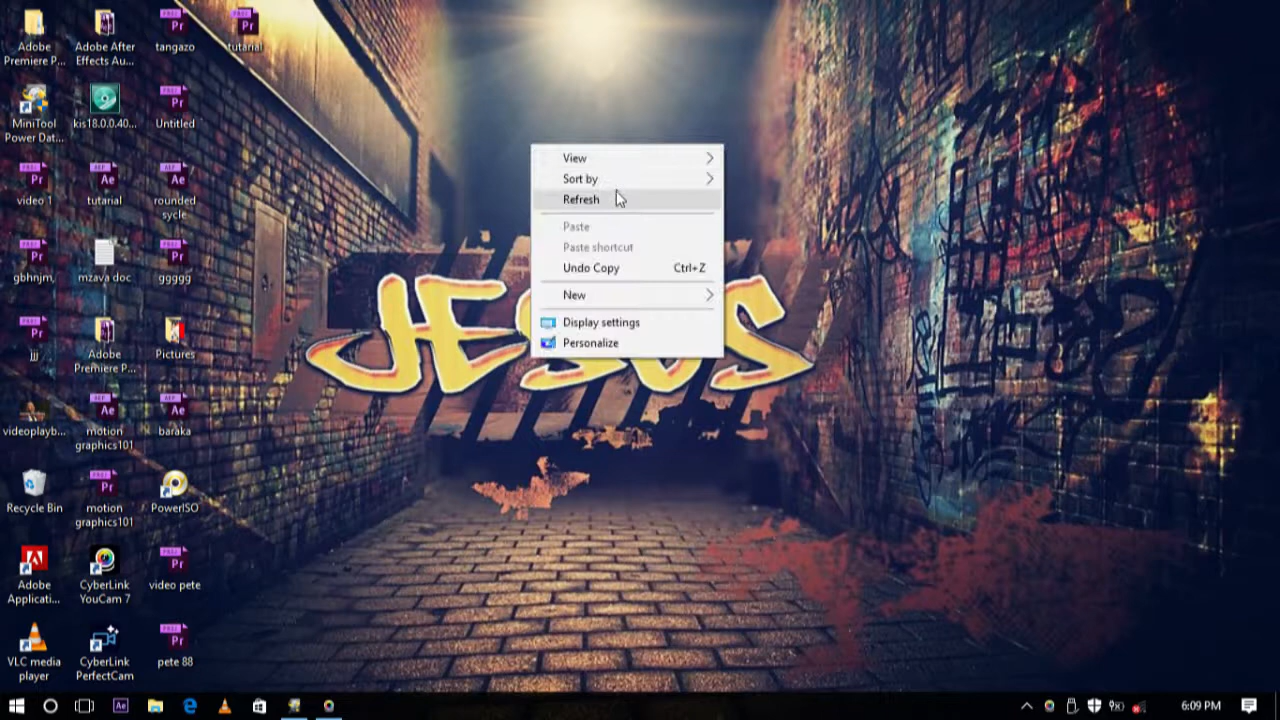 Adobe
Premiere P...
Adobe After
Effects Au...
tangazo
tutarial
MiniTool
Power Dat...
kis18.0.0.40...
Untitled
video 1
tutarial
rounded
sycle
gbhnjm,
mzava doc
ggggg
jjj
Adobe
Premiere P...
Pictures
videoplayb...
motion
graphics101
baraka
Recycle Bin
motion
graphics101
PowerISO
Adobe
Applicati...
CyberLink
YouCam 7
video pete
VLC media
player
CyberLink
PerfectCam
pete 88
View
Sort by
Refresh
Paste
Paste shortcut
Undo Copy Ctrl+Z
New
Display settings
Personalize
JESUS
6:09 PM